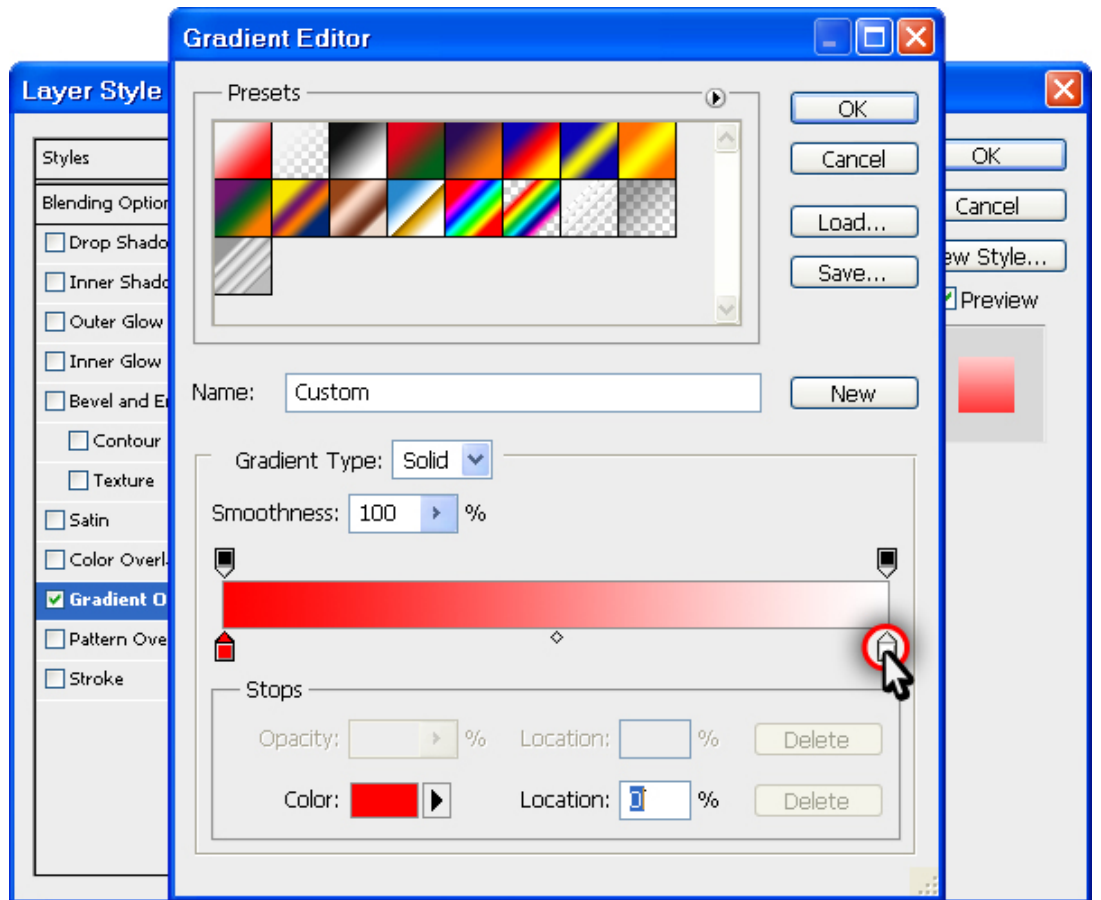 Gradient Editor
Layer Style
Presets
OK
Cancel
Load...
Save...
Styles
Blending Option
Drop Shado
Inner Shado
Outer Glow
Inner Glow
Bevel and E
Contour
Texture
Satin
Color Overl
Gradient O
Pattern Ove
Stroke
Name: Custom
New
Gradient Type: Solid
Smoothness: 100 %
Stops
Opacity: % Location: % Delete
Color: Location: 0 % Delete
OK
Cancel
ew Style...
Preview